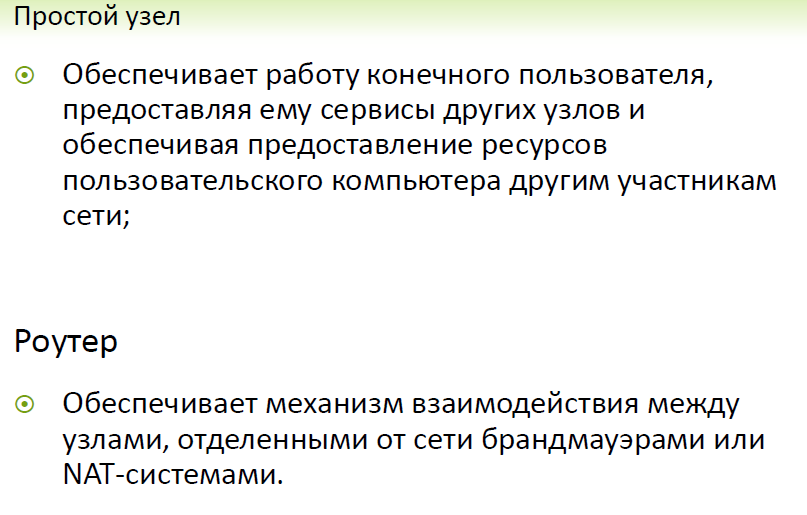 Простой узел
Обеспечивает работу конечного пользователя,
предоставляя ему сервисы других узлов и
обеспечивая предоставление ресурсов
пользовательского компьютера другим участникам
сети;
Роутер
Обеспечивает механизм взаимодействия между
узлами, отделенными от сети брандмауэрами или
NAT-системами.